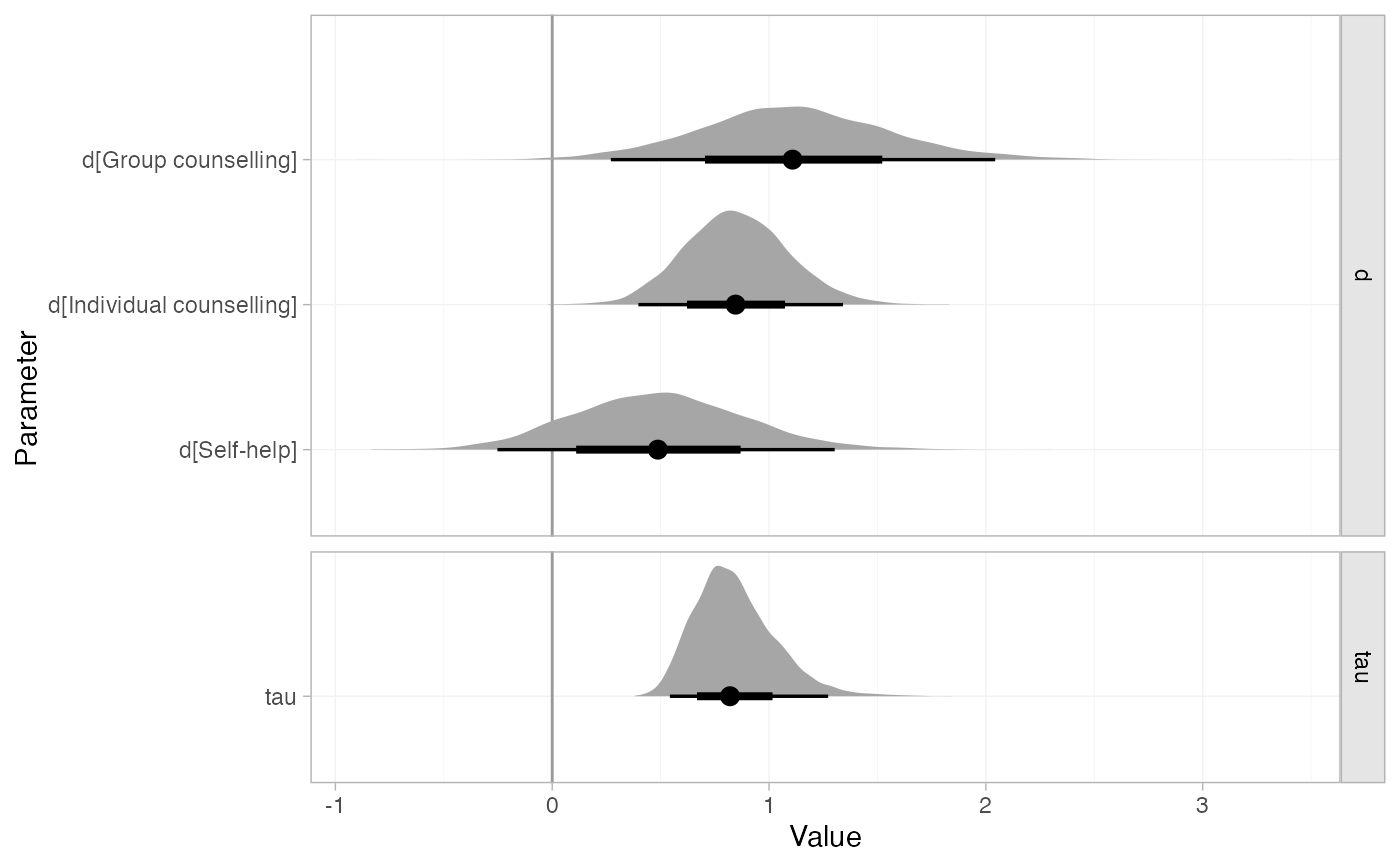 Parameter
d[Group counselling]
d[Individual counselling]
d[Self-help]
d
tau
tau
-1
0
1
2
3
Value